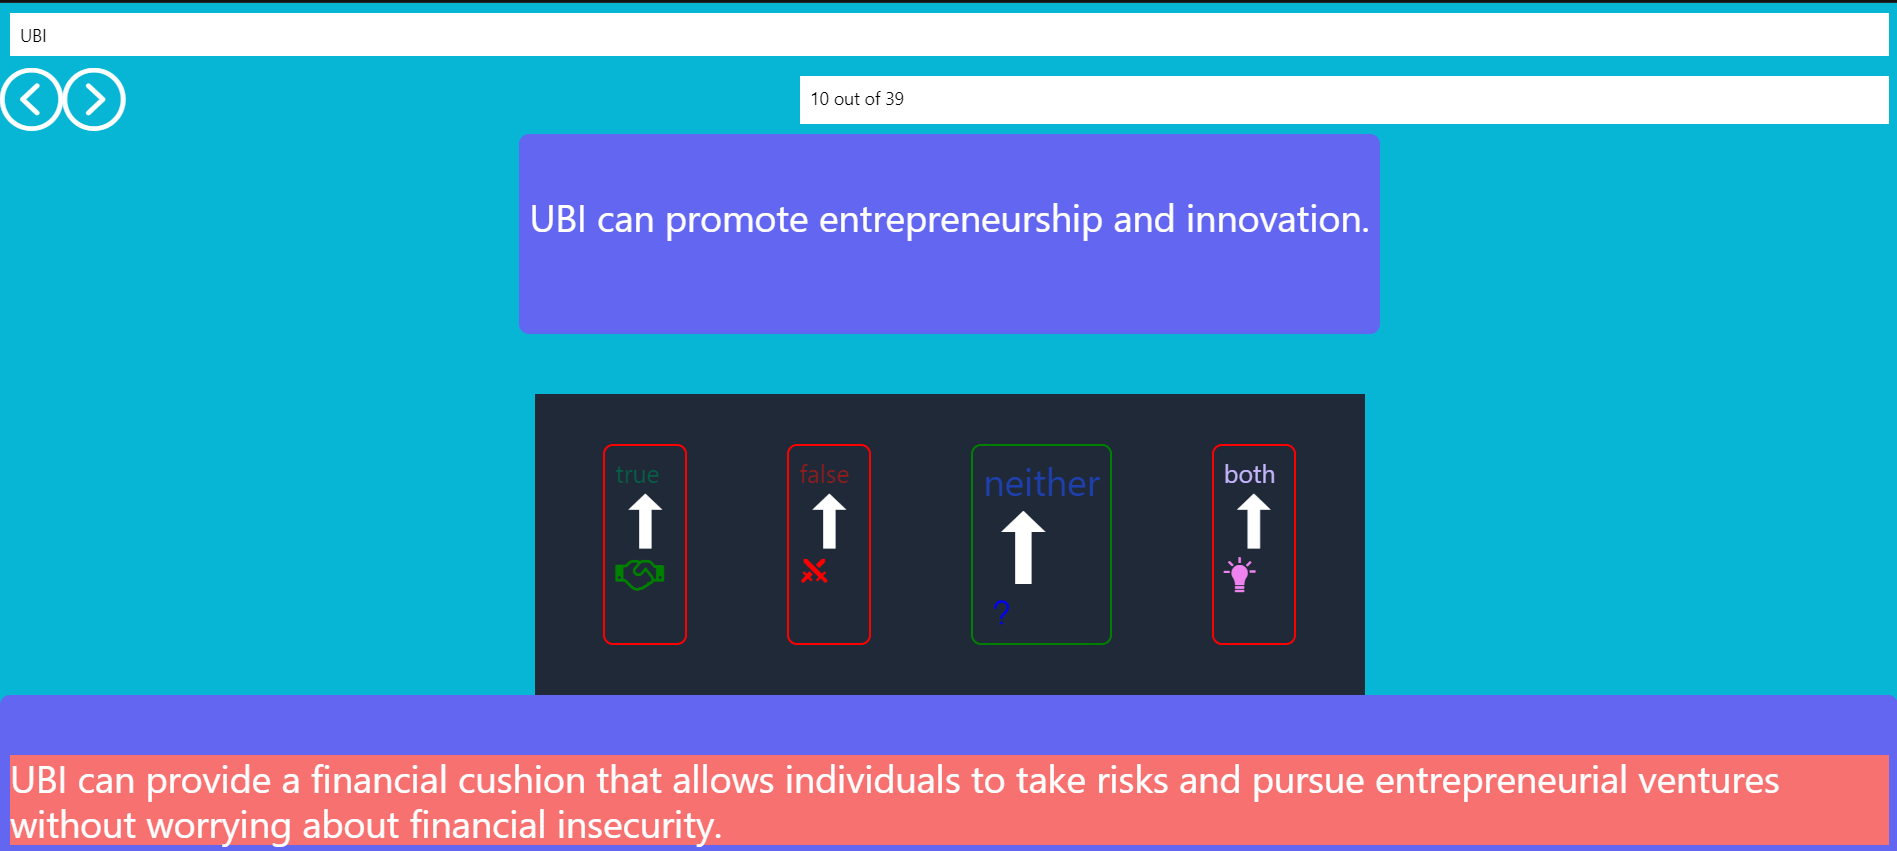 UBI
10 out of 39
UBI can promote entrepreneurship and innovation.
true
false
neither
both
?
UBI can provide a financial cushion that allows individuals to take risks and pursue entrepreneurial ventures
without worrying about financial insecurity.